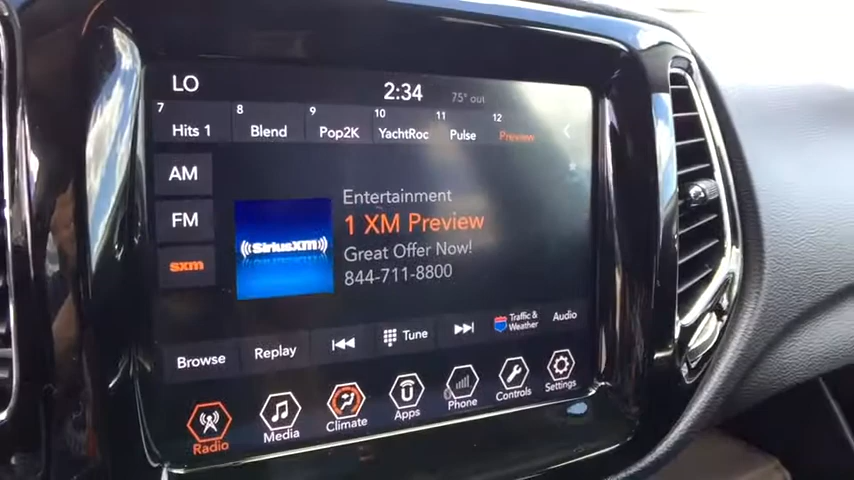 LO 2:34 75° out
7 Hits 1 8 Blend 9 Pop2K 10 YachtRoc 11 Pulse 12 Preview
AM
FM
sxm
SiriusXM
Entertainment
1 XM Preview
Great Offer Now!
844-711-8800
Browse Replay Tune Traffic & Weather Audio
Radio Media Climate Apps Phone Controls Settings